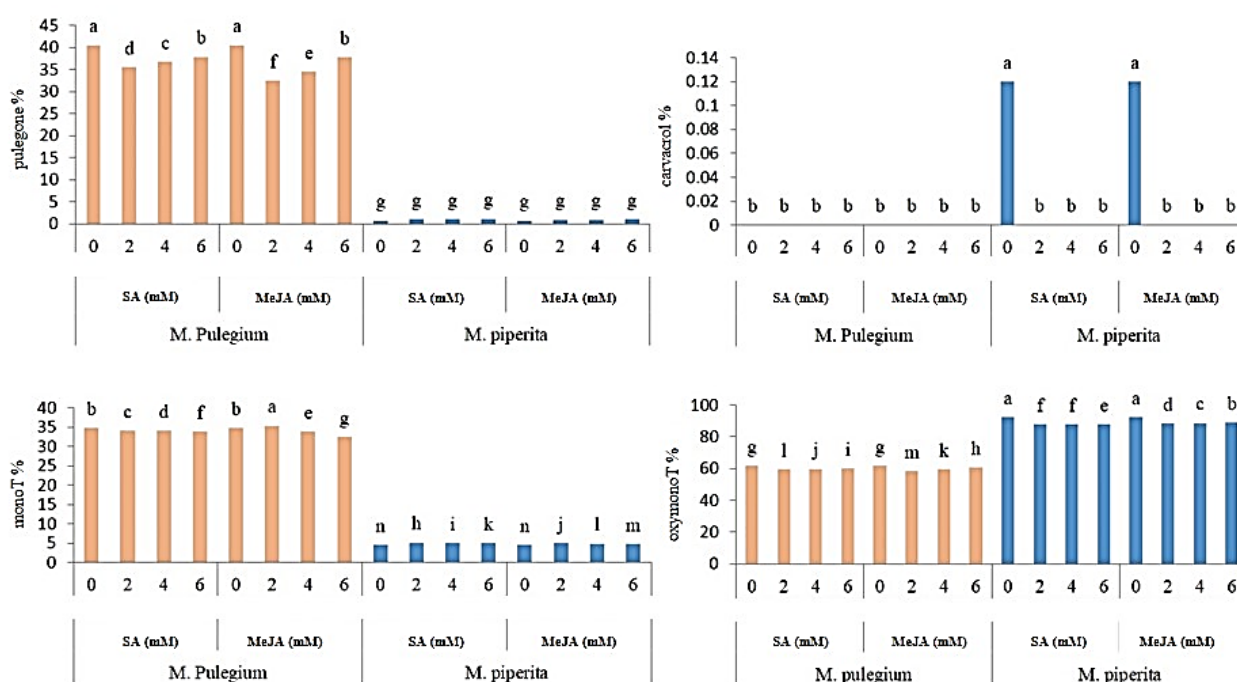 pulegone %
45
40
35
30
25
20
15
10
5
0
a d c b a f e b g g g g g g g g
0 2 4 6 0 2 4 6 0 2 4 6 0 2 4 6
SA (mM) MeJA (mM) SA (mM) MeJA (mM)
M. Pulegium M. piperita
carvacrol %
0.14
0.12
0.1
0.08
0.06
0.04
0.02
0
b b b b b b b b a b b b a b b b
0 2 4 6 0 2 4 6 0 2 4 6 0 2 4 6
SA (mM) MeJA (mM) SA (mM) MeJA (mM)
M. Pulegium M. piperita
monoT %
40
35
30
25
20
15
10
5
0
b c d f b a e g n h i k n j l m
0 2 4 6 0 2 4 6 0 2 4 6 0 2 4 6
SA (mM) MeJA (mM) SA (mM) MeJA (mM)
M. Pulegium M. piperita
oxymonoT %
100
80
60
40
20
0
g l j i g m k h a f f e a d c b
0 2 4 6 0 2 4 6 0 2 4 6 0 2 4 6
SA (mM) MeJA (mM) SA (mM) MeJA (mM)
M. pulegium M. piperita